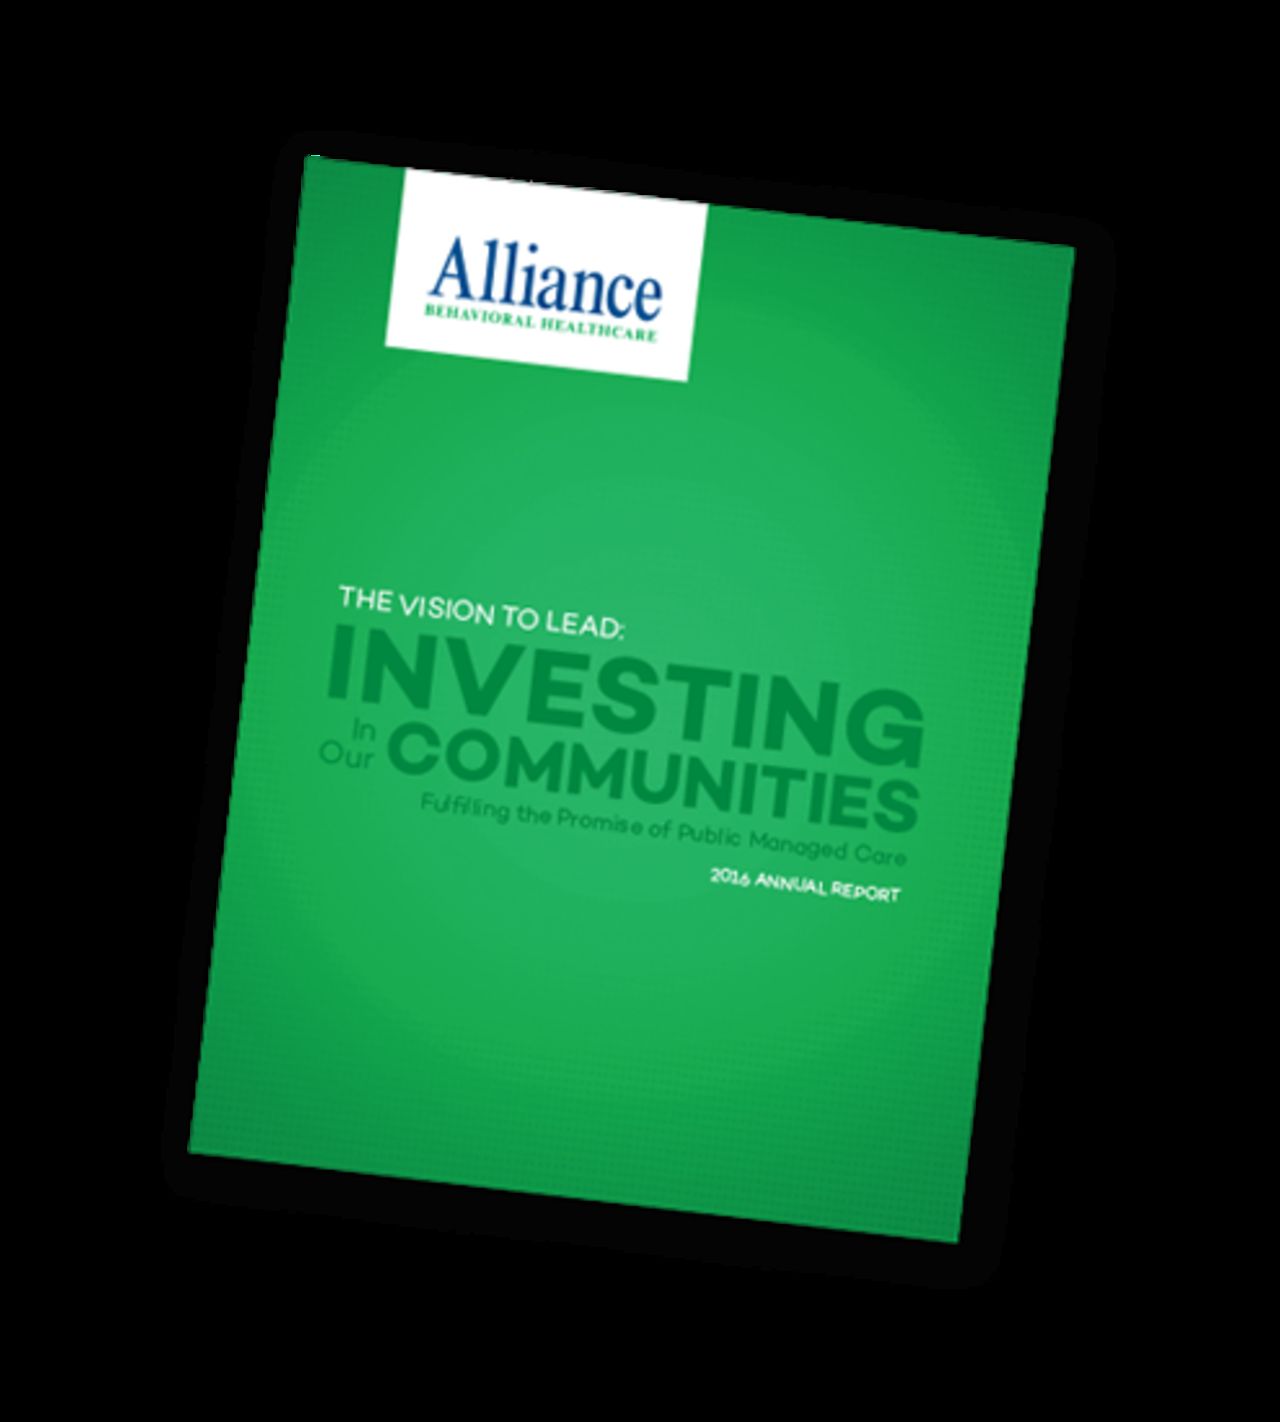 Alliance
BEHAVIORAL HEALTHCARE
THE VISION TO LEAD:
INVESTING
In
Our COMMUNITIES
Fulfilling the Promise of Public Managed Care
2016 ANNUAL REPORT